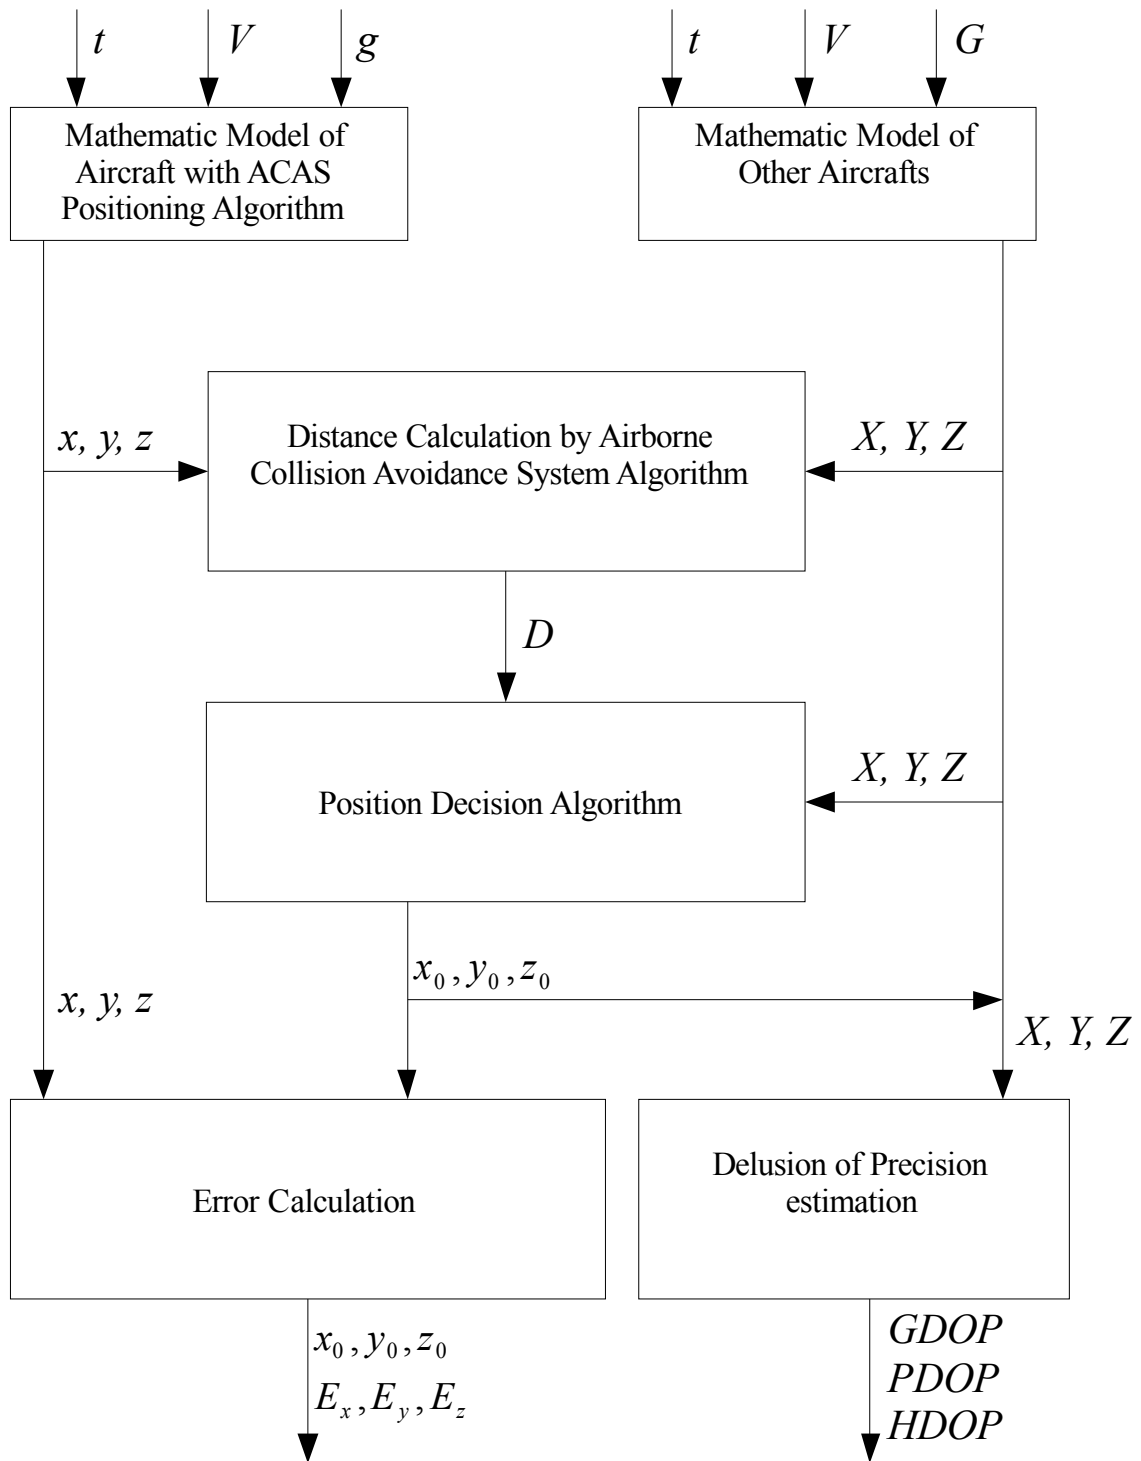 t
V
g
t
V
G
Mathematic Model of
Aircraft with ACAS
Positioning Algorithm
Mathematic Model of
Other Aircrafts
x, y, z
Distance Calculation by Airborne
Collision Avoidance System Algorithm
X, Y, Z
D
Position Decision Algorithm
X, Y, Z
x₀, y₀, z₀
x, y, z
X, Y, Z
Error Calculation
Delusion of Precision
estimation
x₀, y₀, z₀
Eₓ, E_y, E_z
GDOP
PDOP
HDOP